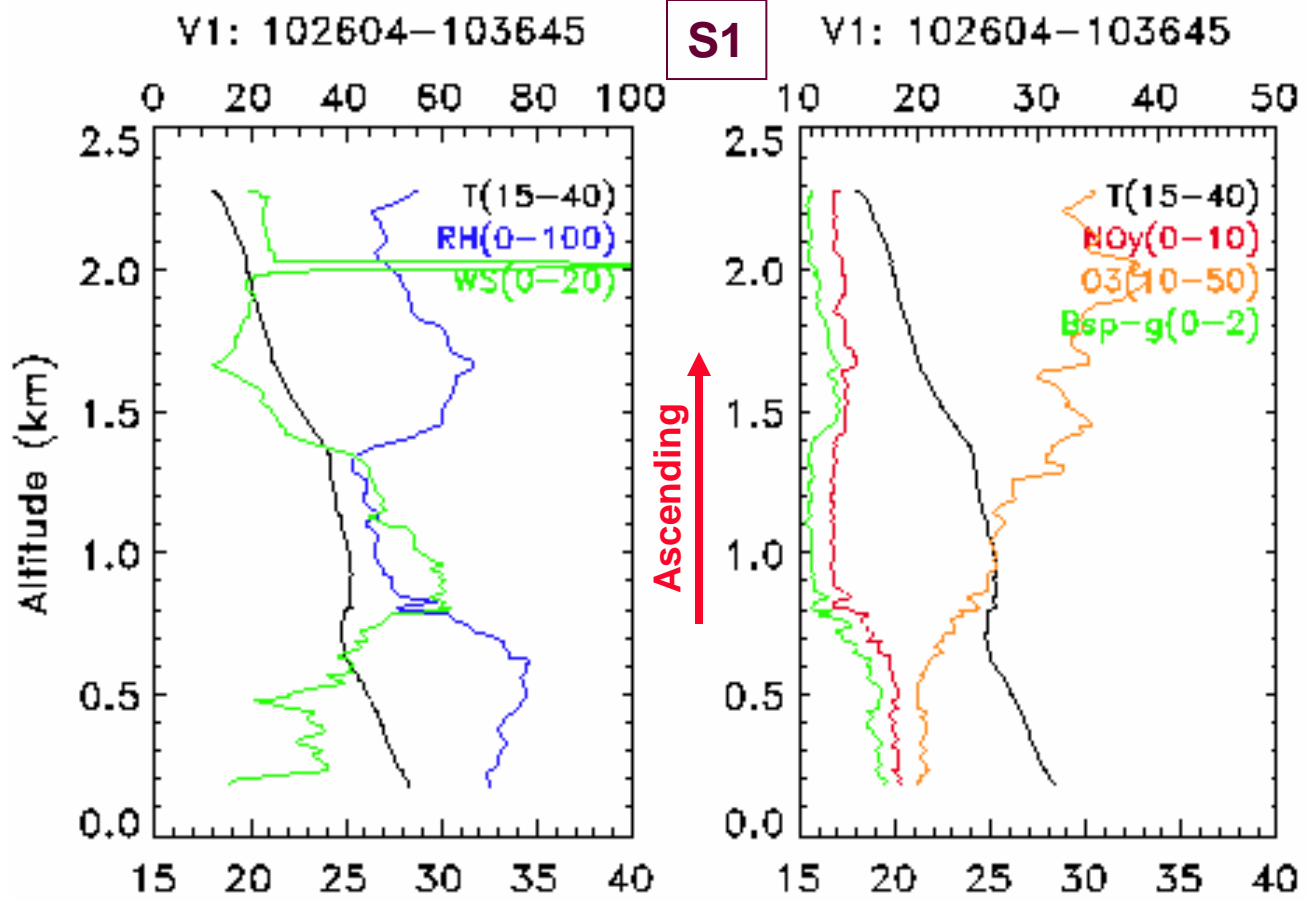 V1: 102604−103645
S1
V1: 102604−103645
0 20 40 60 80 100
10 20 30 40 50
2.5
2.0
1.5
1.0
0.5
0.0
Altitude (km)
T(15−40)
RH(0−100)
WS(0−20)
15 20 25 30 35 40
Ascending
2.5
2.0
1.5
1.0
0.5
0.0
T(15−40)
NOy(0−10)
O3(10−50)
Bsp−g(0−2)
15 20 25 30 35 40